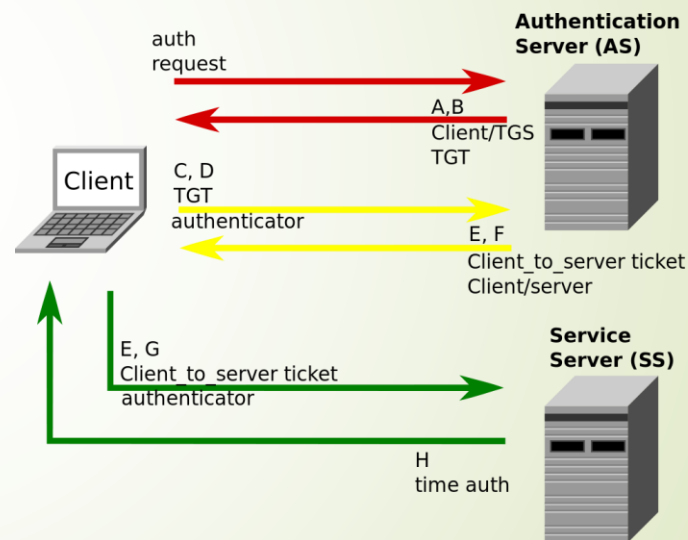 auth
request
Authentication
Server (AS)
A,B
Client/TGS
TGT
Client
C, D
TGT
authenticator
E, F
Client_to_server ticket
Client/server
E, G
Client_to_server ticket
authenticator
Service
Server (SS)
H
time auth